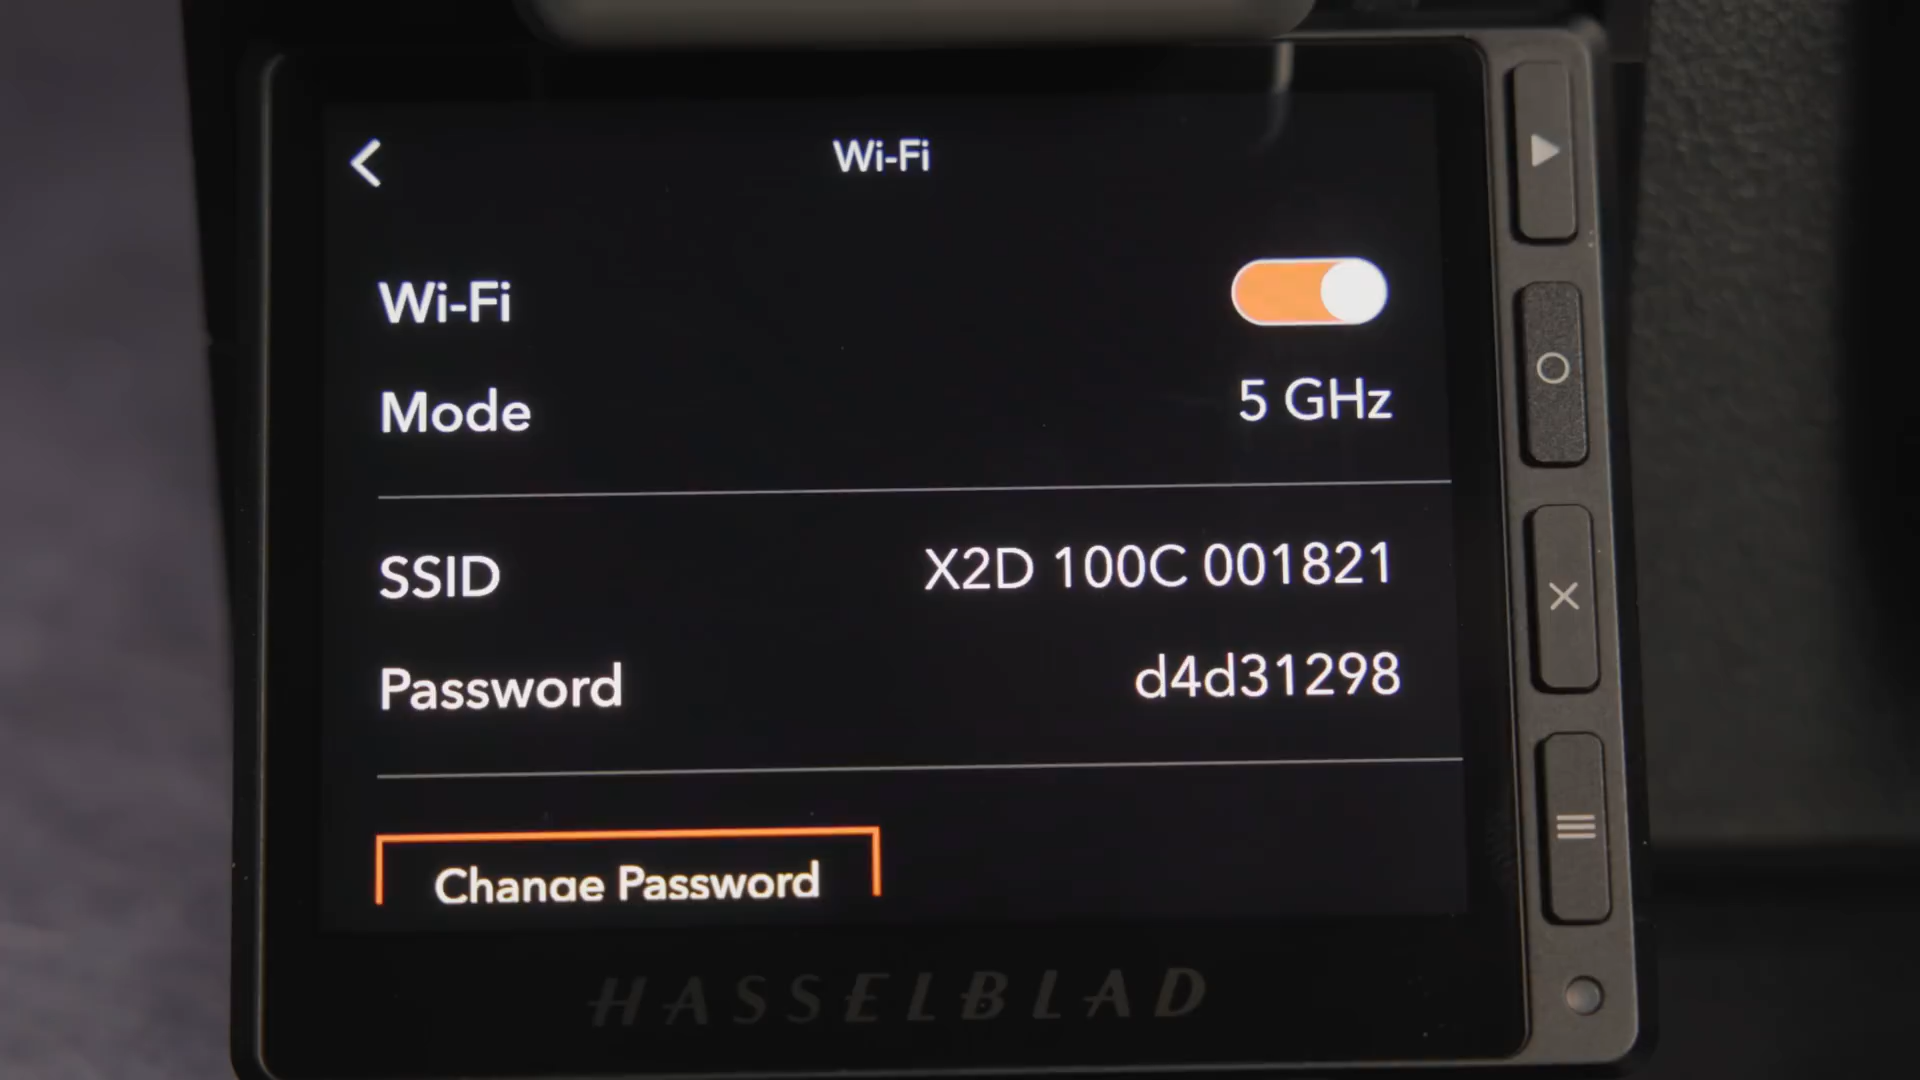 Wi-Fi
Wi-Fi
Mode 5 GHz
SSID X2D 100C 001821
Password d4d31298
Change Password
HASSELBLAD